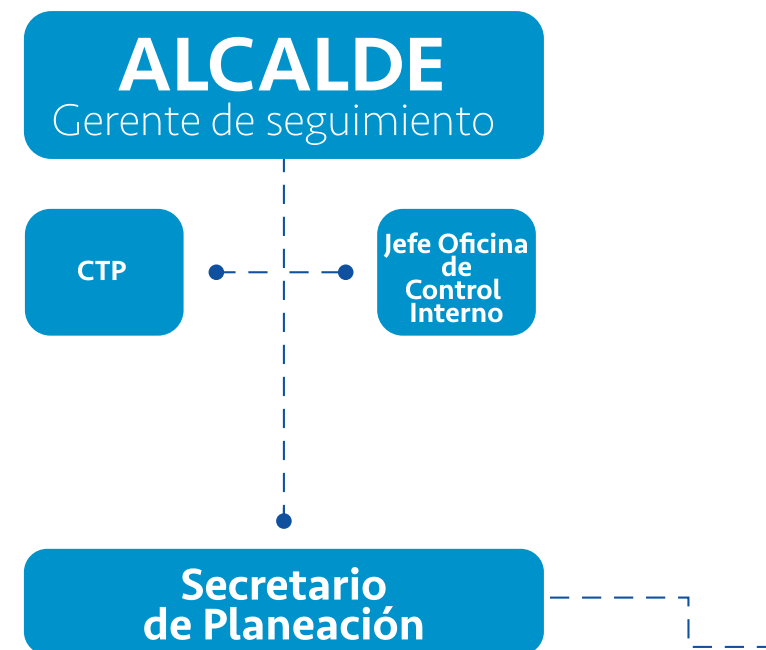 ALCALDE
Gerente de seguimiento
CTP
Jefe Oficina
de
Control
Interno
Secretario
de Planeación